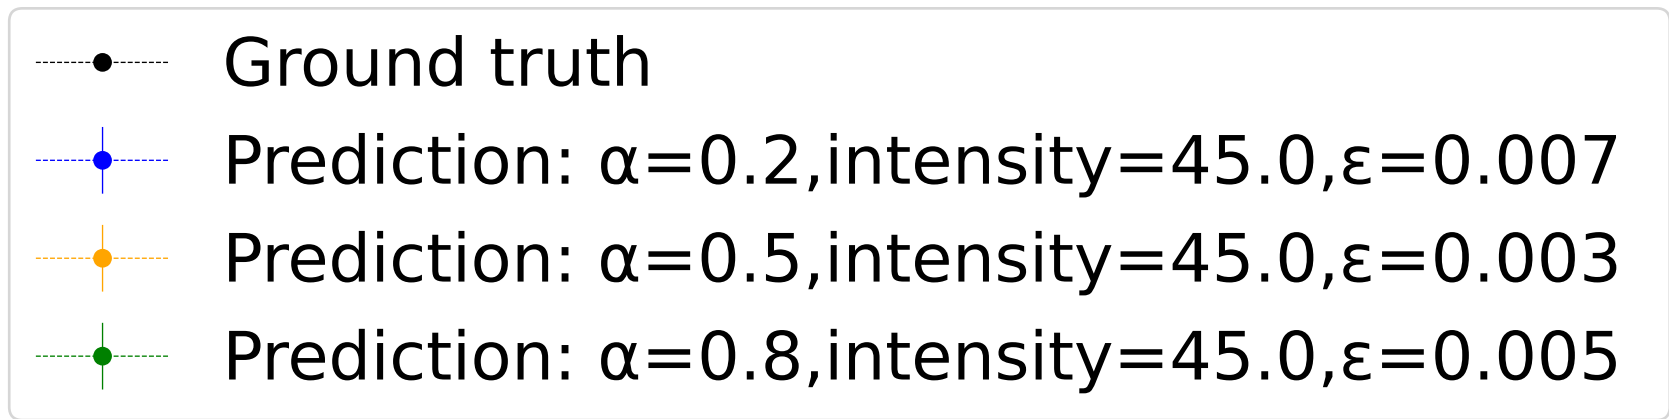 Ground truth
Prediction: α=0.2,intensity=45.0,ε=0.007
Prediction: α=0.5,intensity=45.0,ε=0.003
Prediction: α=0.8,intensity=45.0,ε=0.005